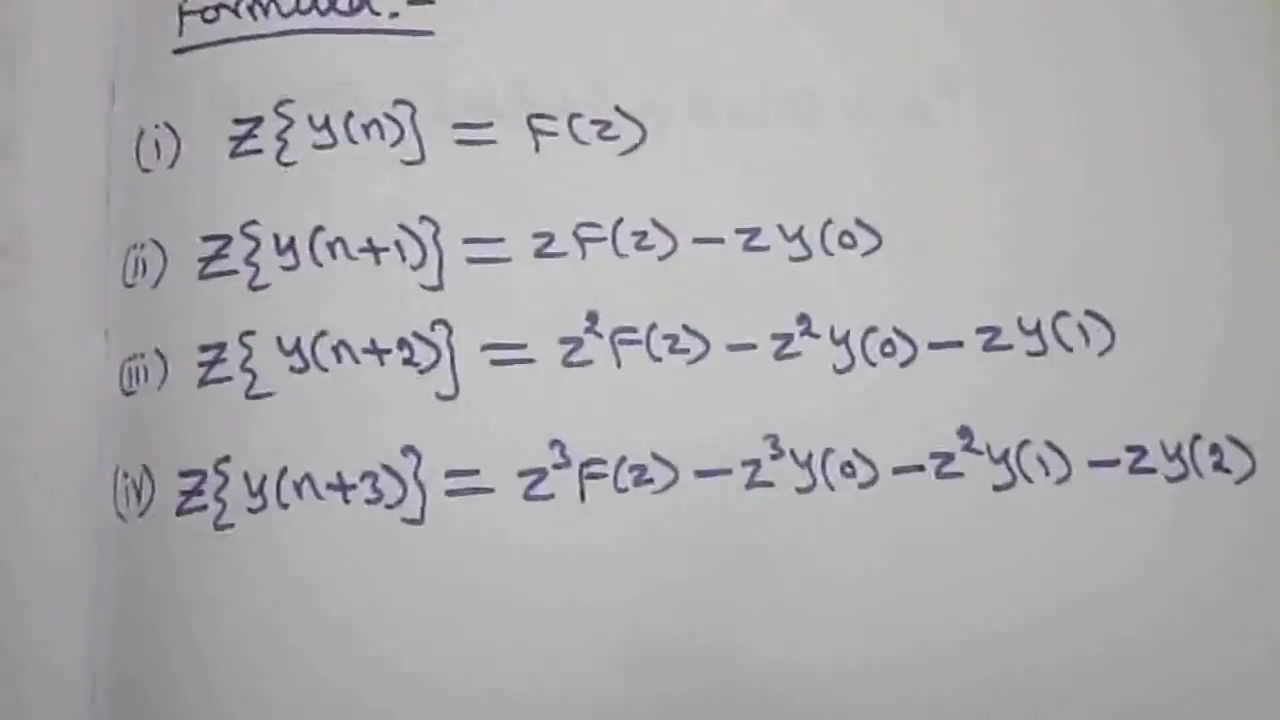 Formula:-
(i) Z{y(n)} = F(z)
(ii) Z{y(n+1)} = zF(z) - zy(0)
(iii) Z{y(n+2)} = z²F(z) - z²y(0) - zy(1)
(iv) Z{y(n+3)} = z³F(z) - z³y(0) - z²y(1) - zy(2)